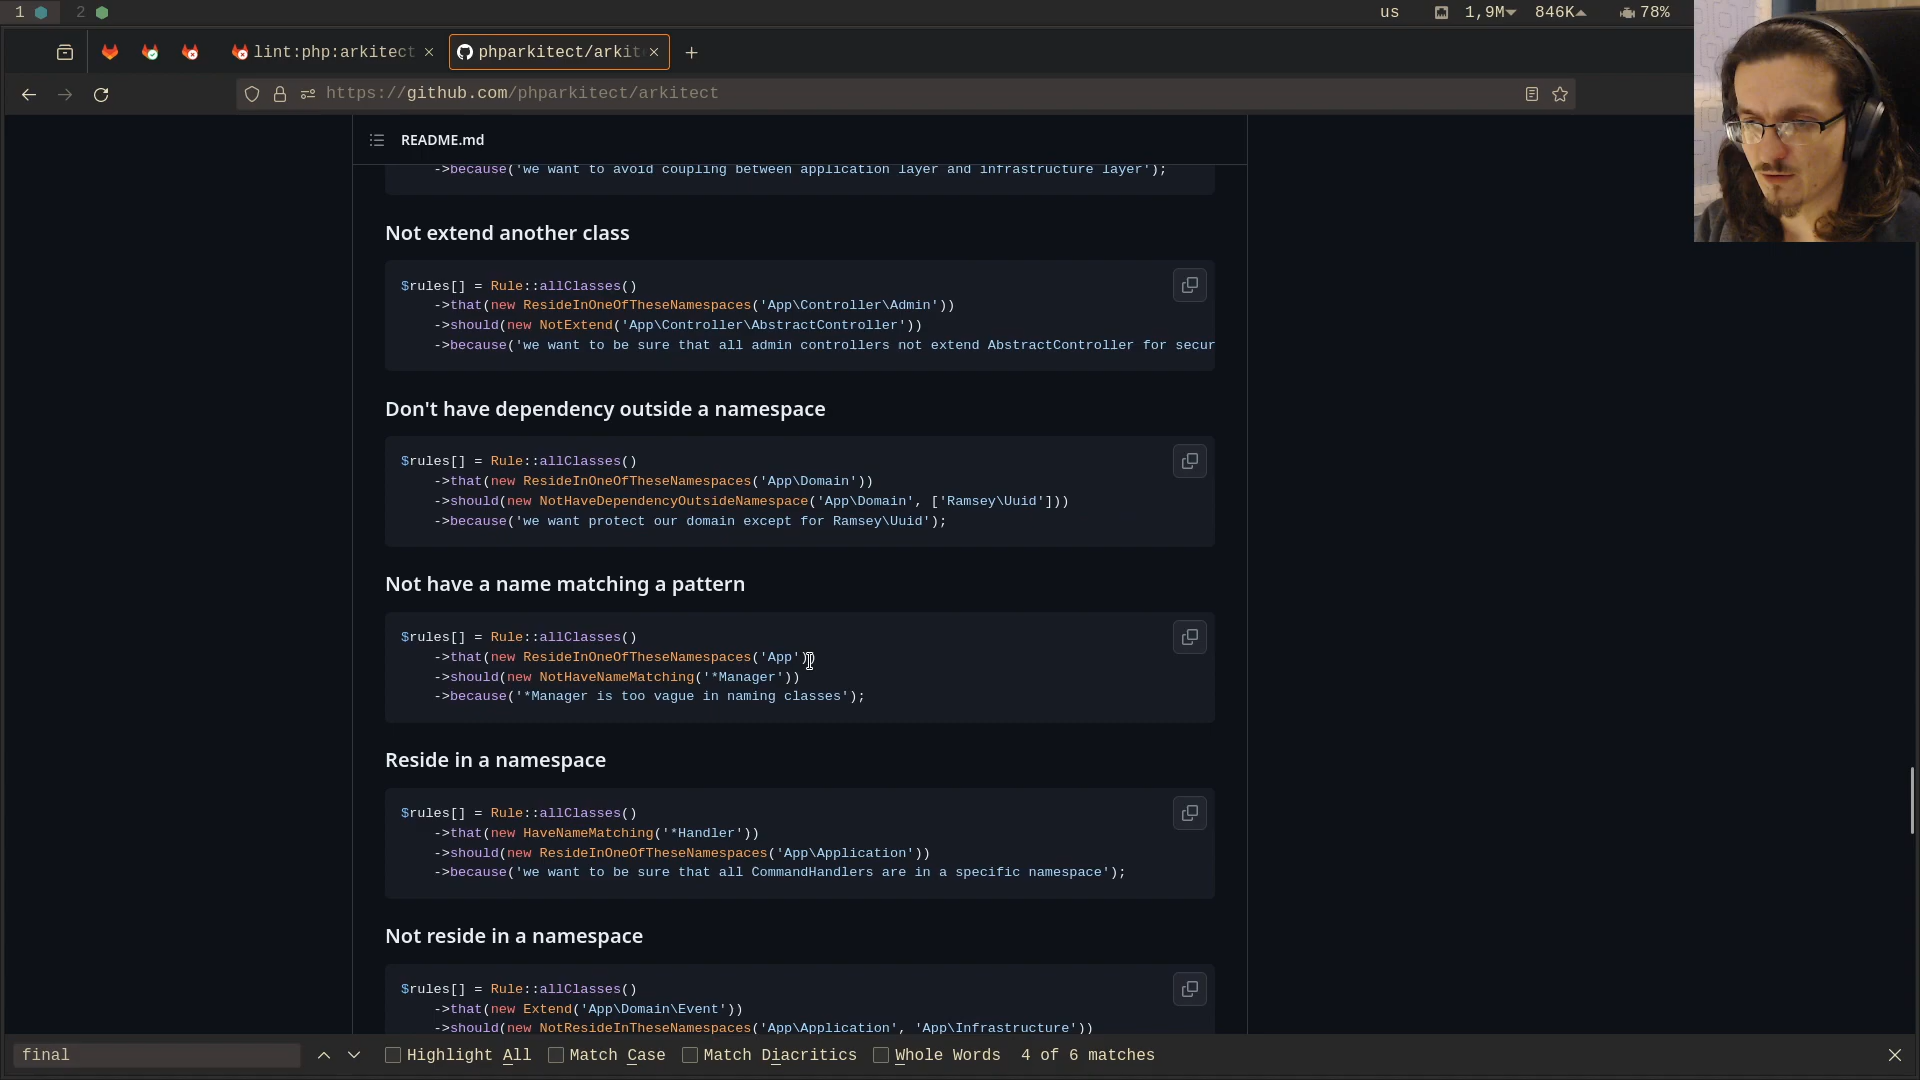 1 2 us 1,9M 846K 78%
lint:php:arkitect phparkitect/arkit
https://github.com/phparkitect/arkitect
README.md
->because('we want to avoid coupling between application layer and infrastructure layer');
Not extend another class
$rules[] = Rule::allClasses()
->that(new ResideInOneOfTheseNamespaces('App\Controller\Admin'))
->should(new NotExtend('App\Controller\AbstractController'))
->because('we want to be sure that all admin controllers not extend AbstractController for secur
Don't have dependency outside a namespace
$rules[] = Rule::allClasses()
->that(new ResideInOneOfTheseNamespaces('App\Domain'))
->should(new NotHaveDependencyOutsideNamespace('App\Domain', ['Ramsey\Uuid']))
->because('we want protect our domain except for Ramsey\Uuid');
Not have a name matching a pattern
$rules[] = Rule::allClasses()
->that(new ResideInOneOfTheseNamespaces('App'))
->should(new NotHaveNameMatching('*Manager'))
->because('*Manager is too vague in naming classes');
Reside in a namespace
$rules[] = Rule::allClasses()
->that(new HaveNameMatching('*Handler'))
->should(new ResideInOneOfTheseNamespaces('App\Application'))
->because('we want to be sure that all CommandHandlers are in a specific namespace');
Not reside in a namespace
$rules[] = Rule::allClasses()
->that(new Extend('App\Domain\Event'))
->should(new NotResideInTheseNamespaces('App\Application', 'App\Infrastructure'))
final Highlight All Match Case Match Diacritics Whole Words 4 of 6 matches